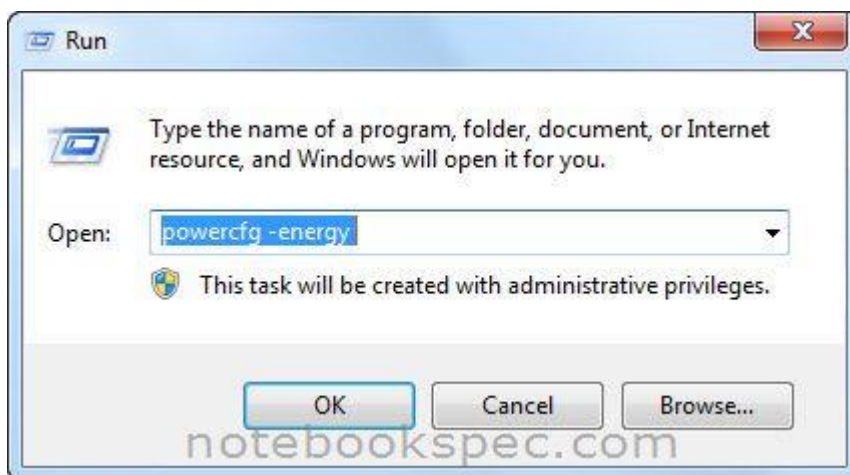 Run
Type the name of a program, folder, document, or Internet
resource, and Windows will open it for you.
Open: powercfg -energy
This task will be created with administrative privileges.
OK Cancel Browse...
notebookspec.com